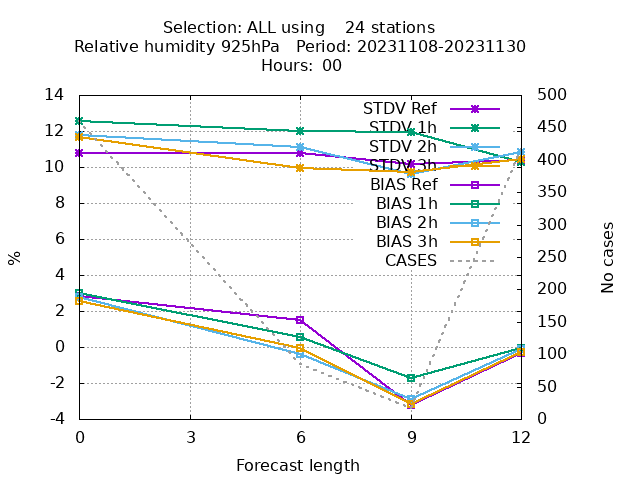 Selection: ALL using    24 stations
Relative humidity 925hPa   Period: 20231108-20231130
Hours: 00
14
12
10
8
6
4
2
0
-2
-4
%
500
450
400
350
300
250
200
150
100
50
0
No cases
STDV Ref
STDV 1h
STDV 2h
STDV 3h
BIAS Ref
BIAS 1h
BIAS 2h
BIAS 3h
CASES
0 3 6 9 12
Forecast length